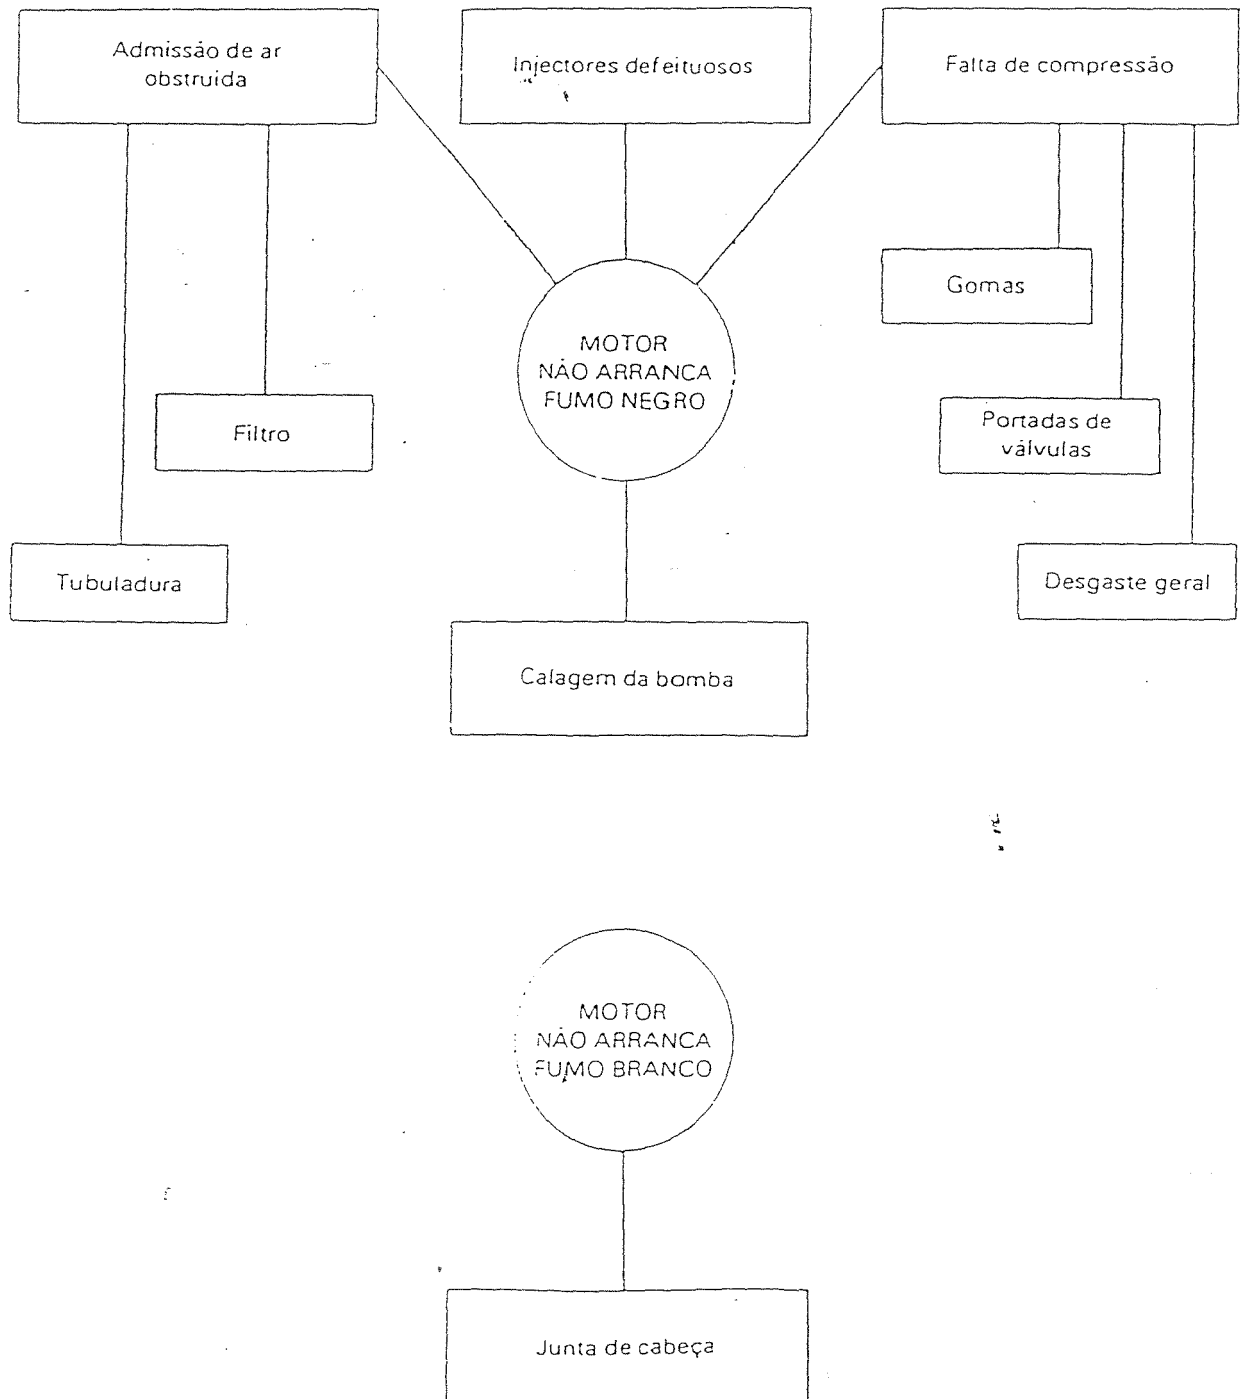 Admissão de ar
obstruída
Injectores defeituosos
Falta de compressão
Gomas
MOTOR
NÃO ARRANCA
FUMO NEGRO
Filtro
Portadas de
válvulas
Tubuladura
Desgaste geral
Calagem da bomba
MOTOR
NÃO ARRANCA
FUMO BRANCO
Junta de cabeça